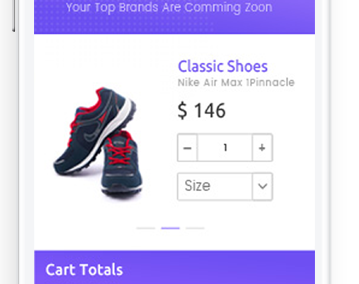 Your Top Brands Are Comming Zoon
Classic Shoes
Nike Air Max 1Pinnacle
$ 146
− 1 +
Size
Cart Totals